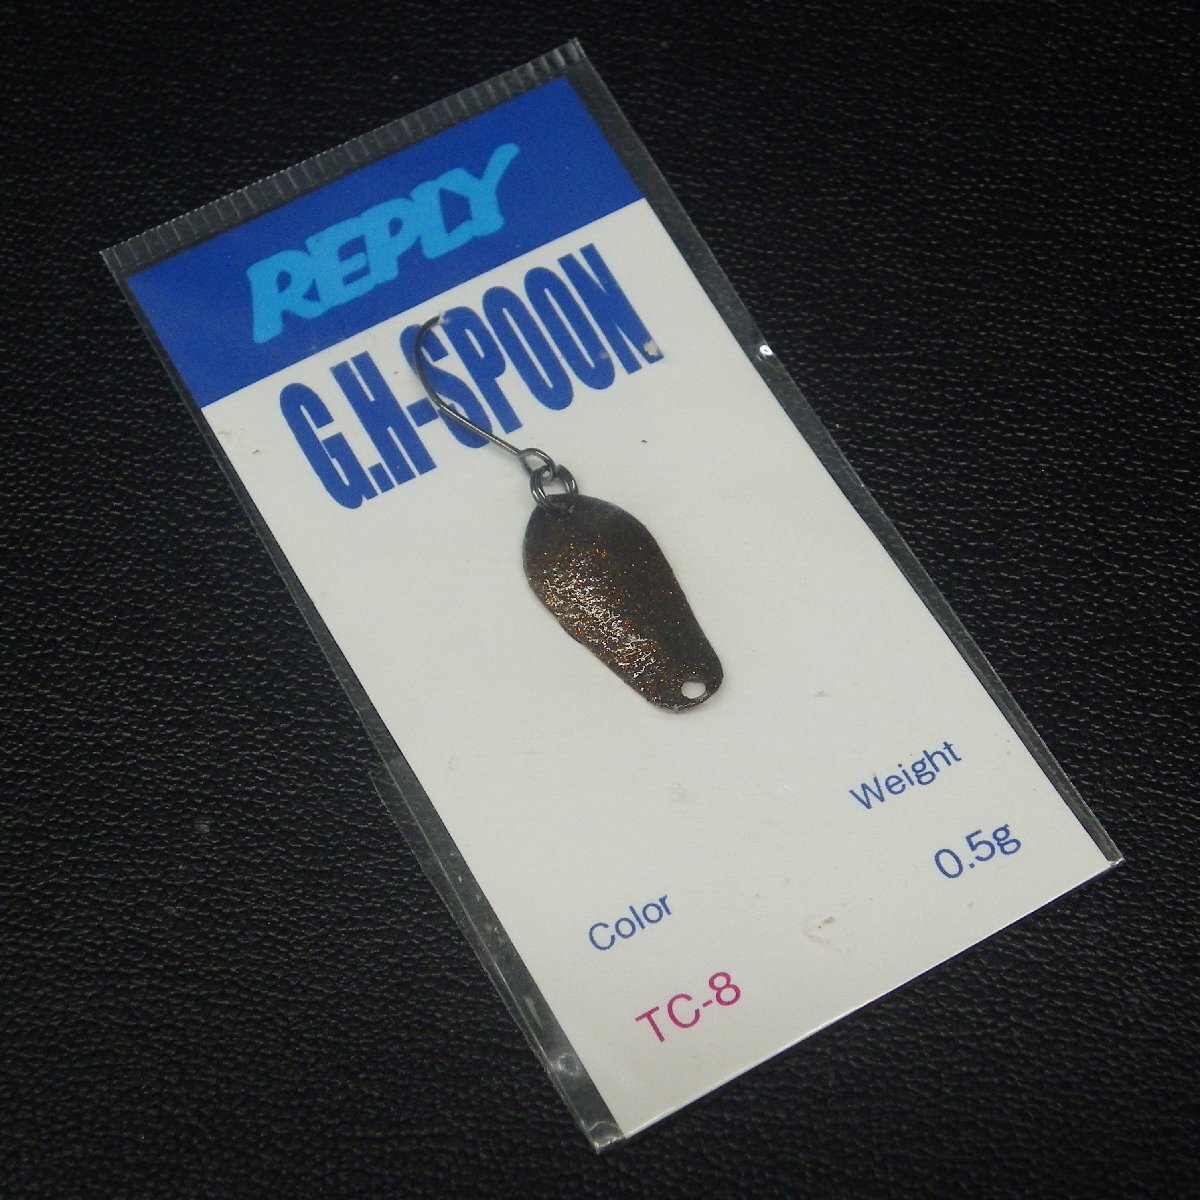 REPLY
G.H-SPOON
Color
Weight
TC-8
0.5g